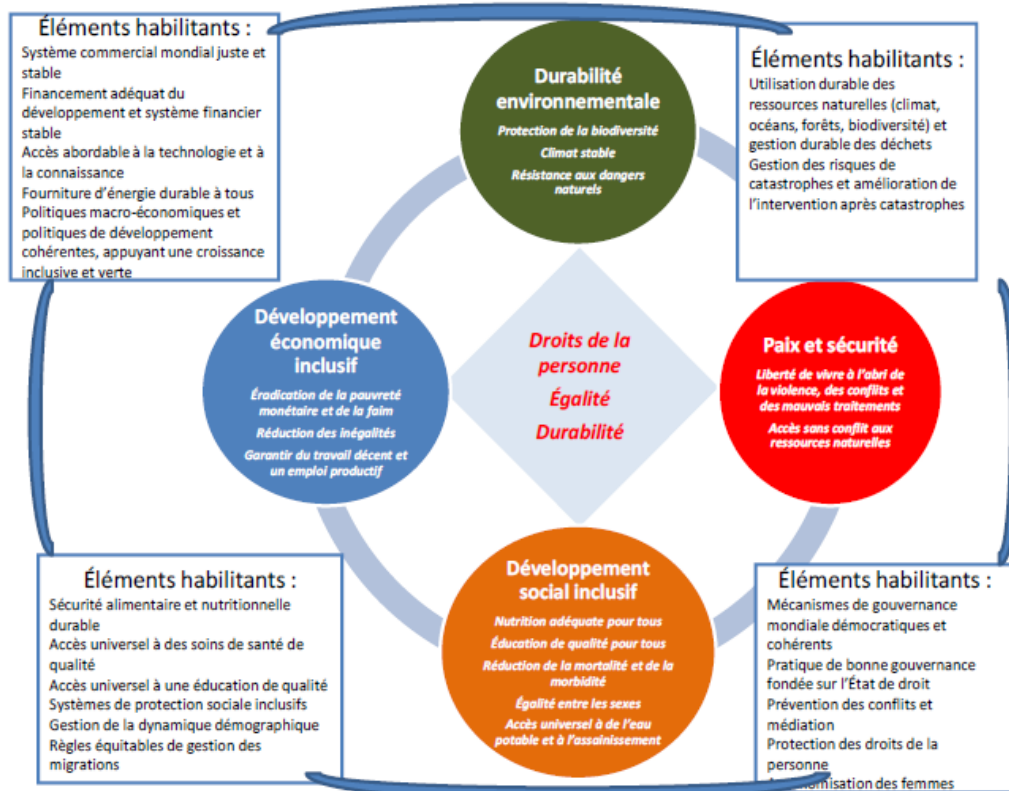 Éléments habilitants :
Système commercial mondial juste et
stable
Financement adéquat du
développement et système financier
stable
Accès abordable à la technologie et à
la connaissance
Fourniture d'énergie durable à tous
Politiques macro-économiques et
politiques de développement
cohérentes, appuyant une croissance
inclusive et verte
Durabilité
environnementale
Protection de la biodiversité
Climat stable
Résistance aux dangers
naturels
Éléments habilitants :
Utilisation durable des
ressources naturelles (climat,
océans, forêts, biodiversité) et
gestion durable des déchets
Gestion des risques de
catastrophes et amélioration de
l'intervention après catastrophes
Développement
économique
inclusif
Éradication de la pauvreté
monétaire et de la faim
Réduction des inégalités
Garantir du travail décent et
un emploi productif
Droits de la
personne
Égalité
Durabilité
Paix et sécurité
Liberté de vivre à l'abri de
la violence, des conflits et
des mauvais traitements
Accès sans conflit aux
ressources naturelles
Éléments habilitants :
Sécurité alimentaire et nutritionnelle
durable
Accès universel à des soins de santé de
qualité
Accès universel à une éducation de qualité
Systèmes de protection sociale inclusifs
Gestion de la dynamique démographique
Règles équitables de gestion des
migrations
Développement
social inclusif
Nutrition adéquate pour tous
Éducation de qualité pour tous
Réduction de la mortalité et de la
morbidité
Égalité entre les sexes
Accès universel à de l'eau
potable et à l'assainissement
Éléments habilitants :
Mécanismes de gouvernance
mondiale démocratiques et
cohérents
Pratique de bonne gouvernance
fondée sur l'État de droit
Prévention des conflits et
médiation
Protection des droits de la
personne
des femmes